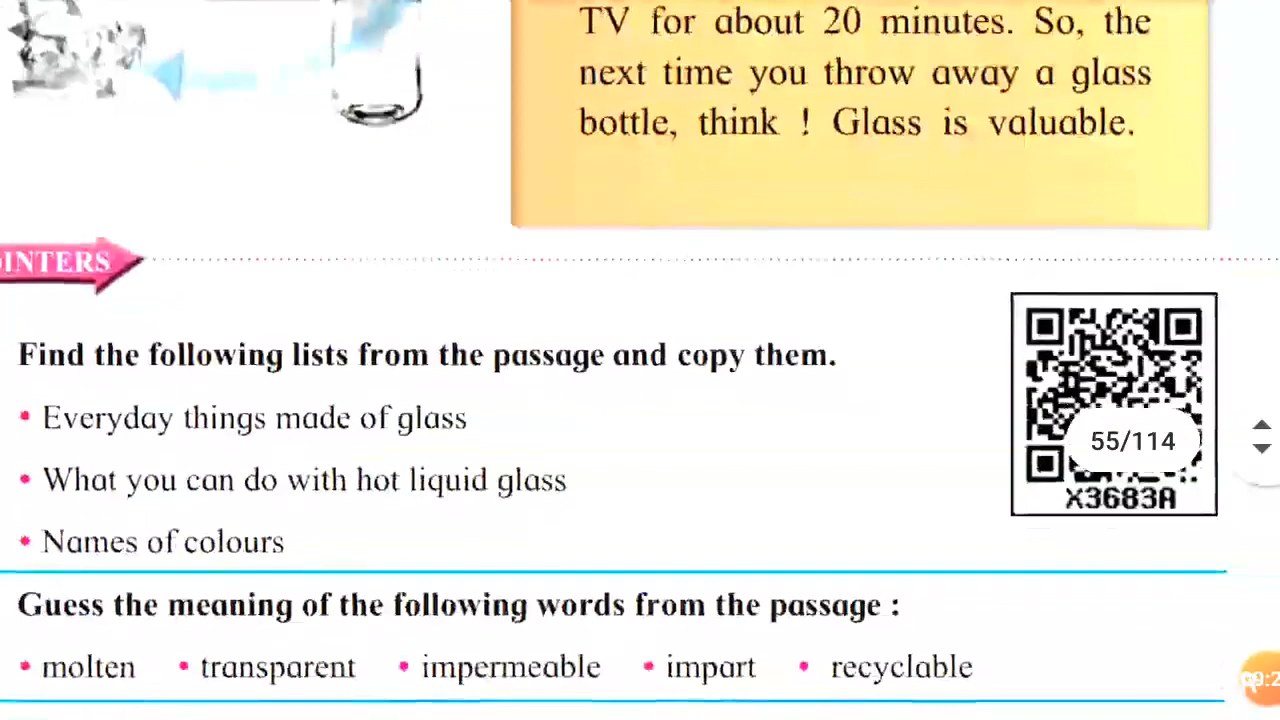 TV for about 20 minutes. So, the
next time you throw away a glass
bottle, think ! Glass is valuable.
INTERS
Find the following lists from the passage and copy them.
• Everyday things made of glass
• What you can do with hot liquid glass
• Names of colours
55/114
X3683A
Guess the meaning of the following words from the passage :
• molten • transparent • impermeable • impart • recyclable